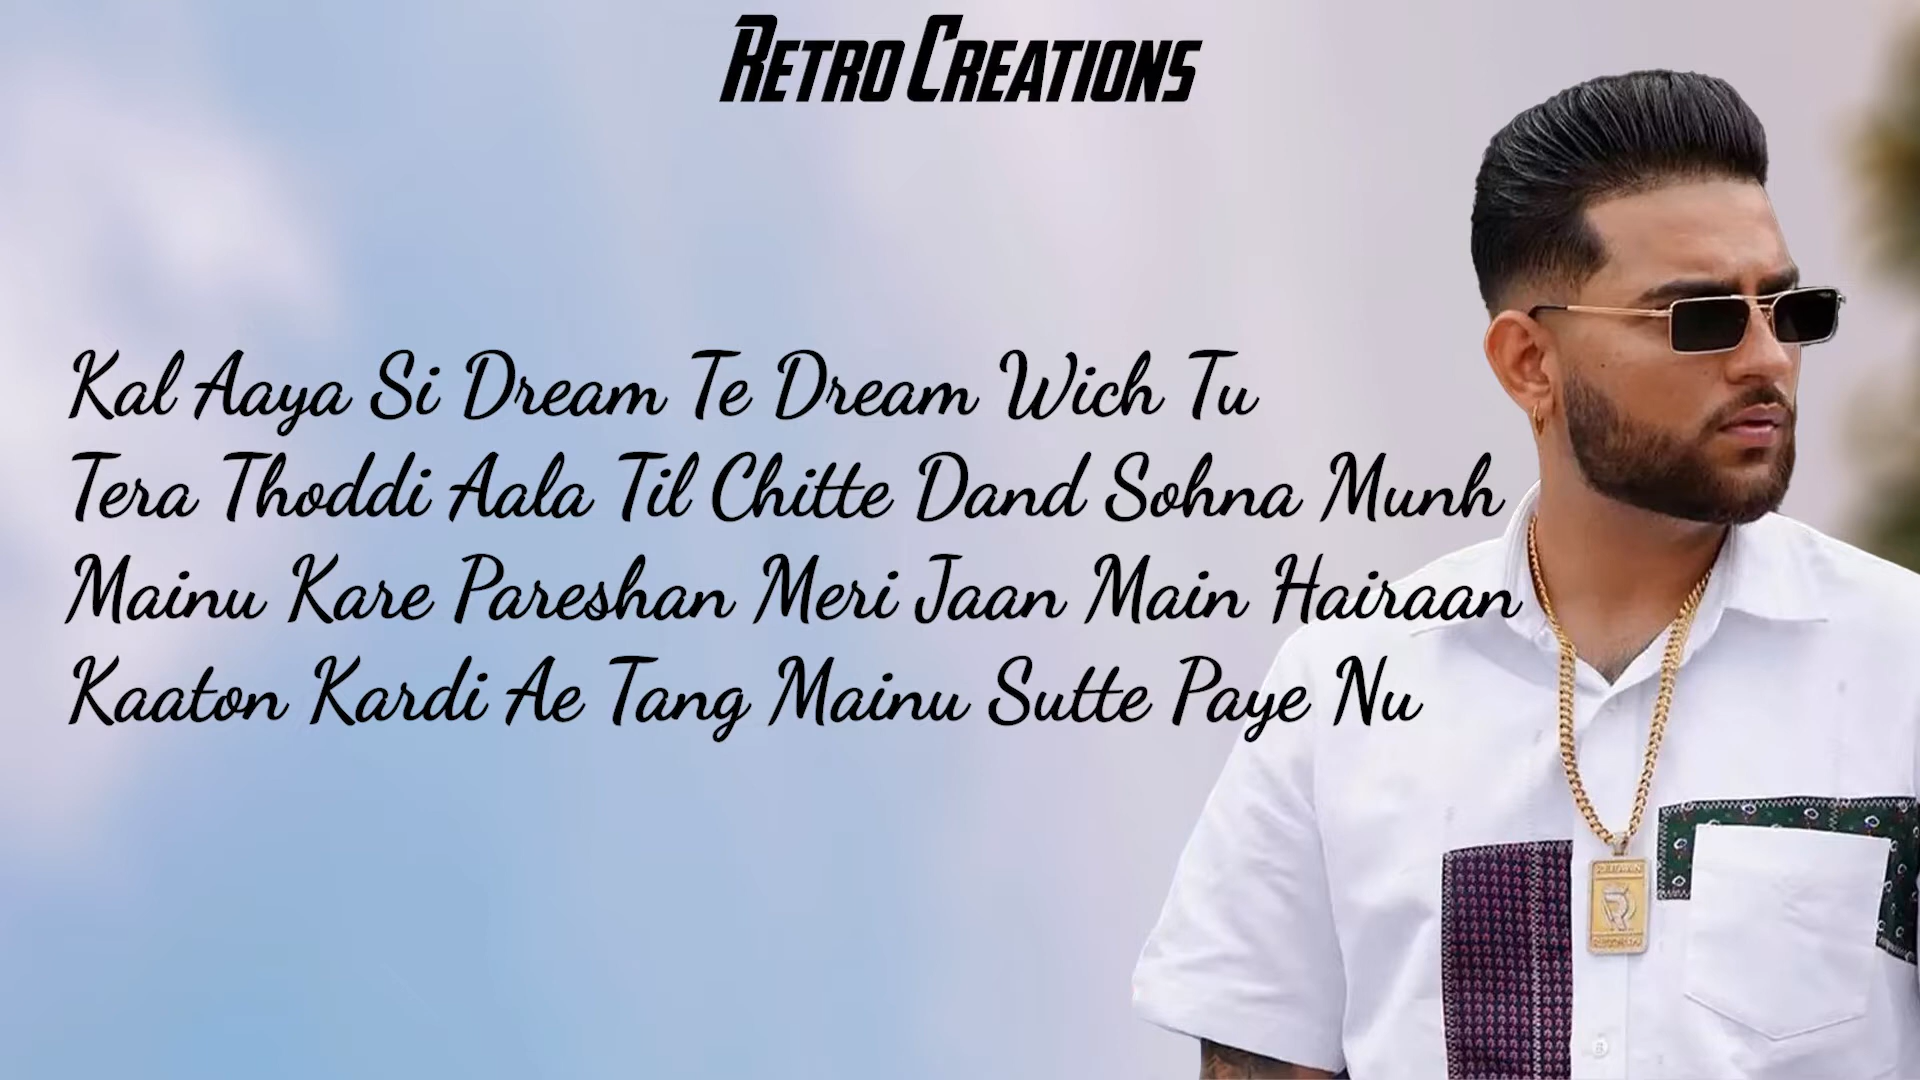 RETRO CREATIONS
Kal Aaya Si Dream Te Dream Wich Tu
Tera Thoddi Aala Til Chitte Dand Sohna Munh
Mainu Kare Pareshan Meri Jaan Main Hairaan
Kaaton Kardi Ae Tang Mainu Sutte Paye Nu
R